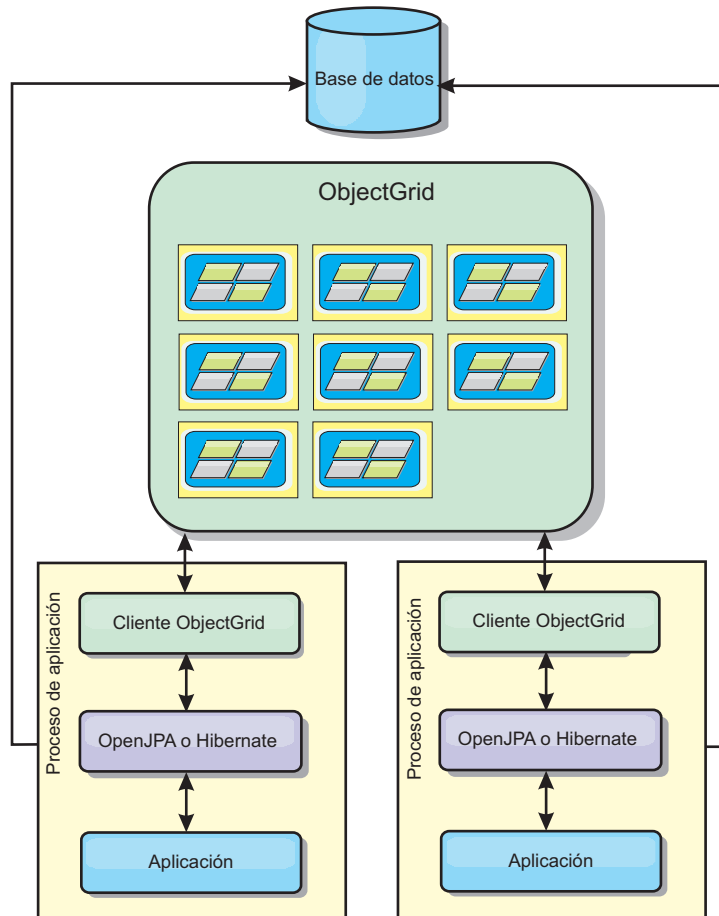 Base de datos
ObjectGrid
Proceso de aplicación
Cliente ObjectGrid
OpenJPA o Hibernate
Aplicación
Proceso de aplicación
Cliente ObjectGrid
OpenJPA o Hibernate
Aplicación